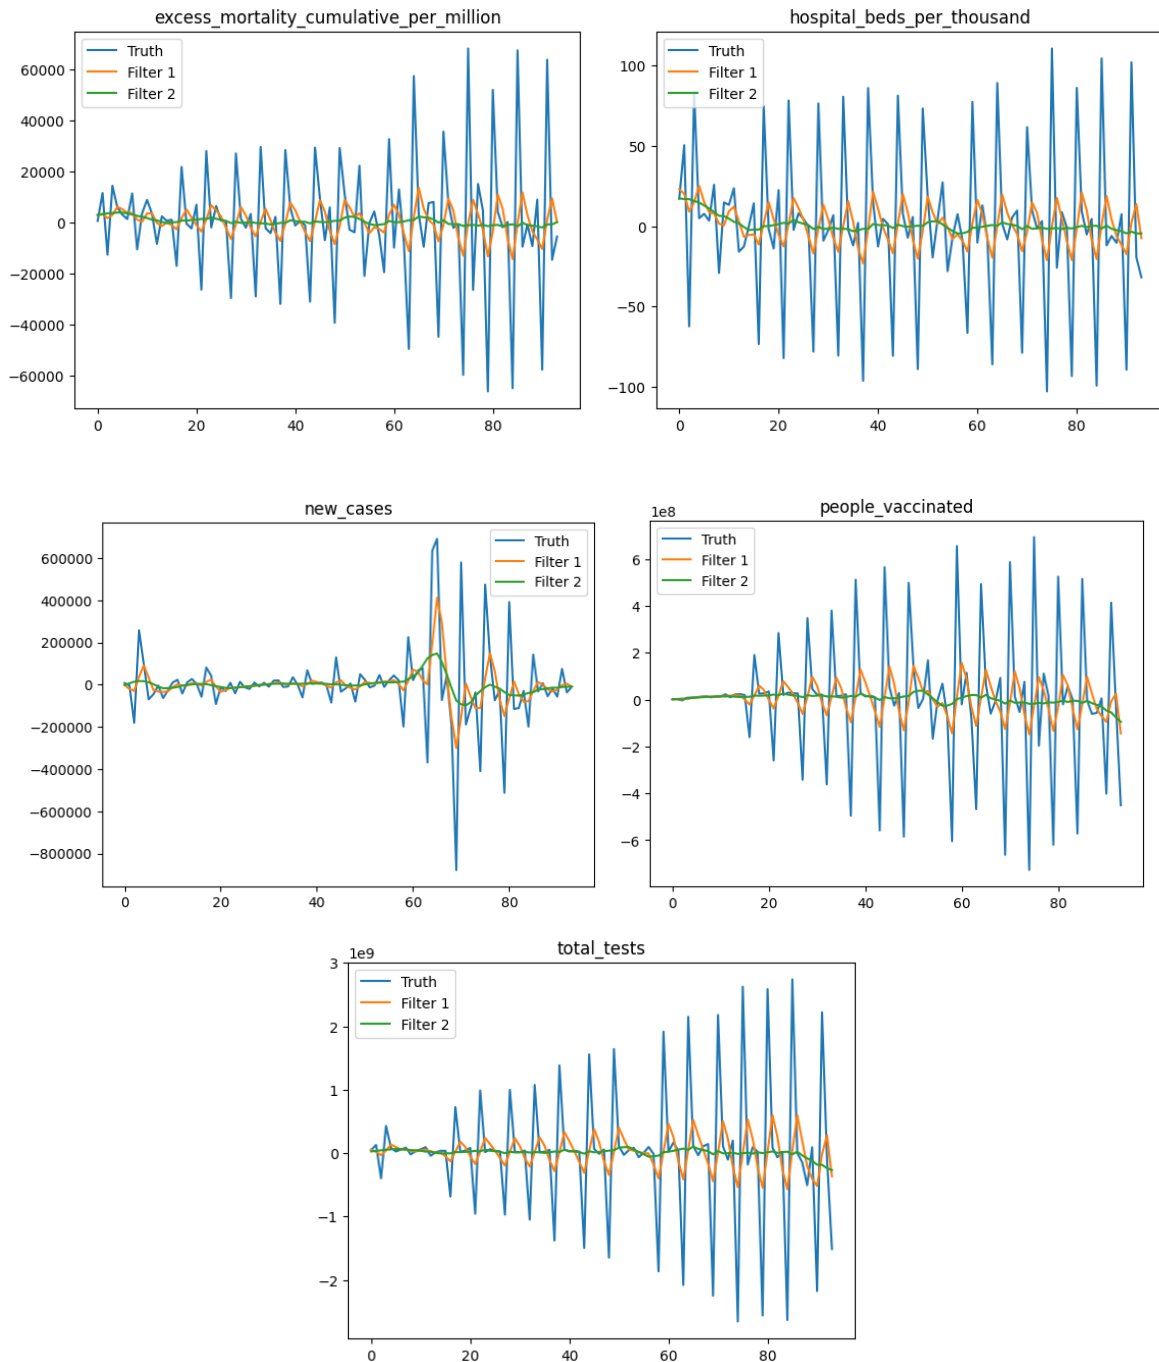 excess_mortality_cumulative_per_million
Truth
Filter 1
Filter 2
60000
40000
20000
0
−20000
−40000
−60000
0 20 40 60 80
hospital_beds_per_thousand
Truth
Filter 1
Filter 2
100
50
0
−50
−100
0 20 40 60 80
new_cases
Truth
Filter 1
Filter 2
600000
400000
200000
0
−200000
−400000
−600000
−800000
0 20 40 60 80
people_vaccinated
1e8
Truth
Filter 1
Filter 2
6
4
2
0
−2
−4
−6
0 20 40 60 80
total_tests
1e9
Truth
Filter 1
Filter 2
3
2
1
0
−1
−2
0 20 40 60 80